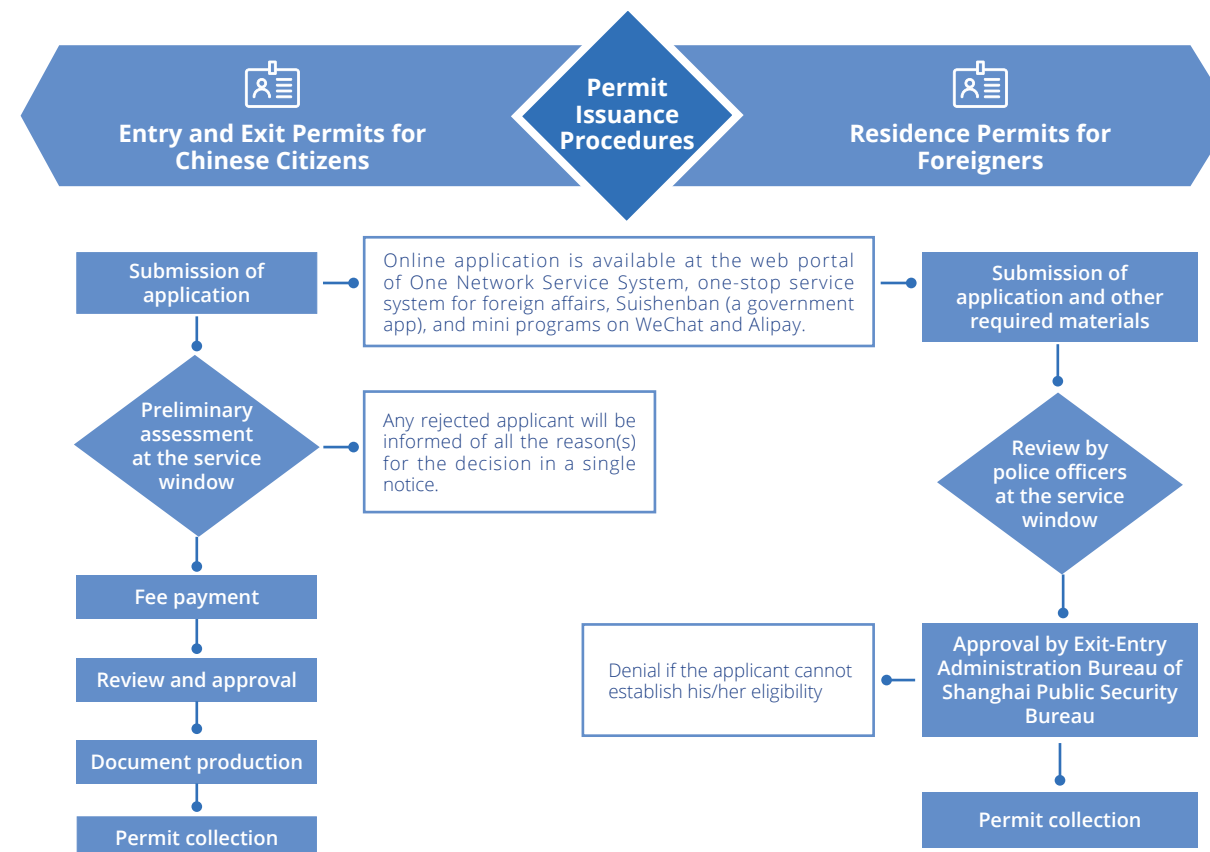 Permit
Issuance
Procedures
Entry and Exit Permits for
Chinese Citizens
Residence Permits for
Foreigners
Submission of
application
Online application is available at the web portal
of One Network Service System, one-stop service
system for foreign affairs, Suishenban (a government
app), and mini programs on WeChat and Alipay.
Submission of
application and other
required materials
Preliminary
assessment
at the service
window
Any rejected applicant will be
informed of all the reason(s)
for the decision in a single
notice.
Review by
police officers
at the service
window
Fee payment
Review and approval
Document production
Permit collection
Denial if the applicant cannot
establish his/her eligibility
Approval by Exit-Entry
Administration Bureau of
Shanghai Public Security
Bureau
Permit collection